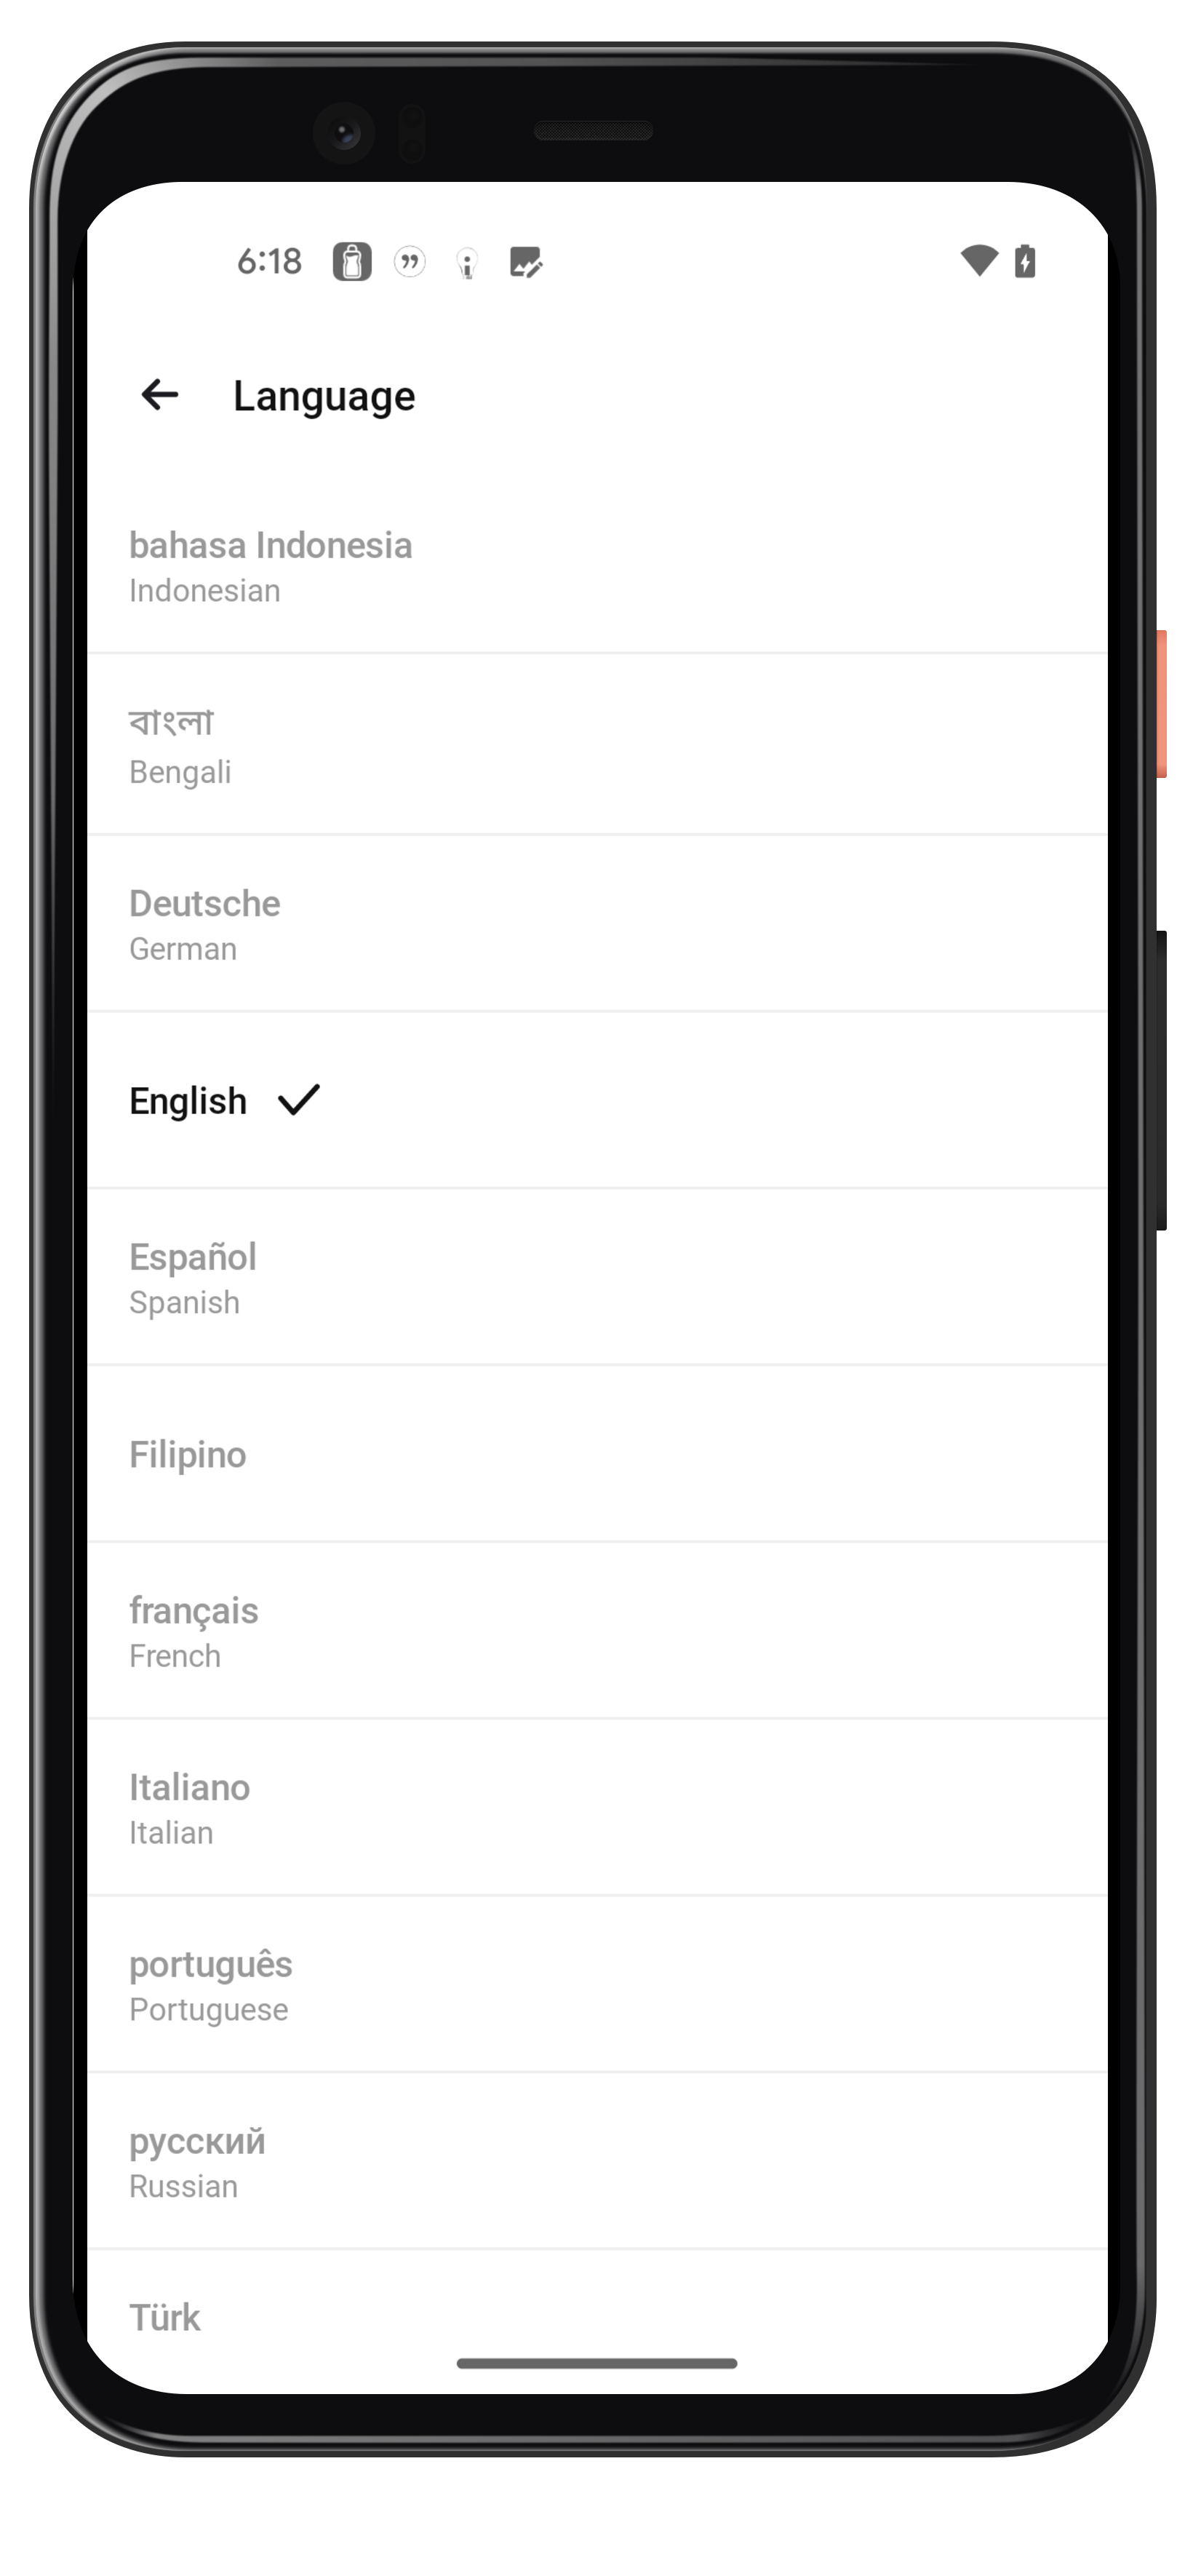 6:18
Language
bahasa Indonesia
Indonesian
বাংলা
Bengali
Deutsche
German
English
Español
Spanish
Filipino
français
French
Italiano
Italian
português
Portuguese
русский
Russian
Türk